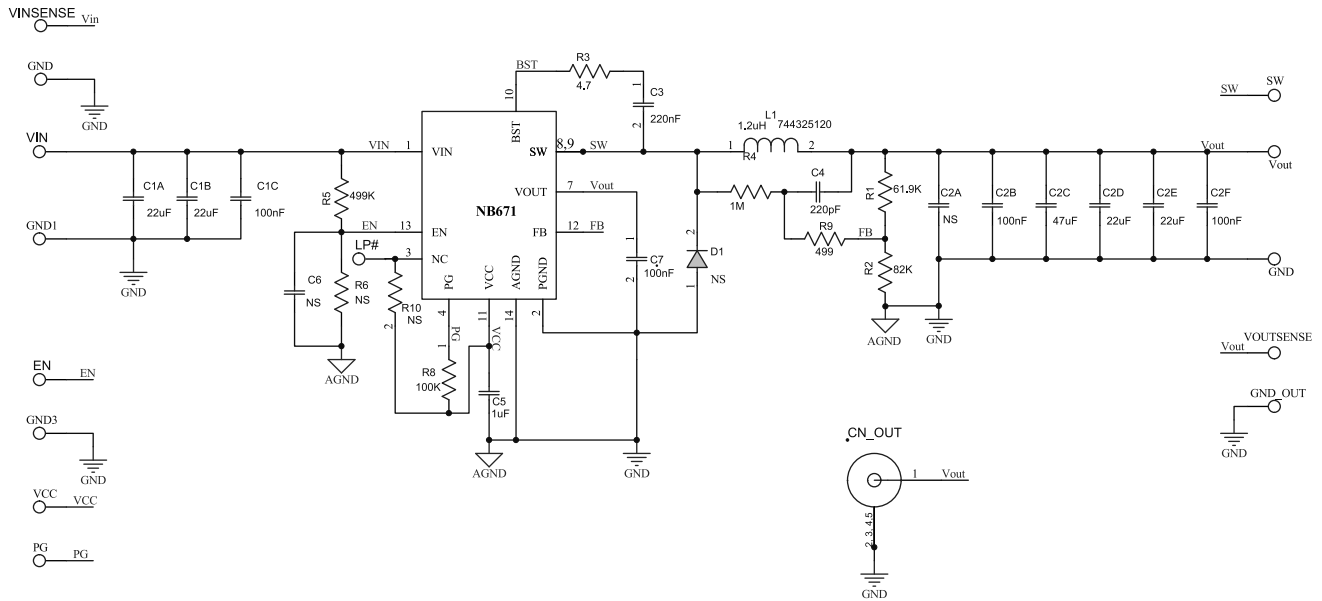 VINSENSE
Vin
GND
GND
VIN
GND1
GND
C1A
22uF
C1B
22uF
C1C
100nF
VIN
1
R5
499K
EN
13
LP#
3
C6
NS
R6
NS
AGND
R10
NS
2
VIN
EN
NC
BST
SW
VOUT
FB
NB671
PG
VCC
AGND
PGND
10
BST
R3
4.7
1
C3
220nF
2
8,9
SW
7
Vout
12
FB
4
11
14
2
PG
VCC
1
R8
100K
C5
1uF
AGND
1
C7
100nF
2
GND
2
D1
NS
1
L1
1.2uH
744325120
1
2
R4
1M
C4
220pF
R9
499
FB
R1
61.9K
R2
82K
AGND
C2A
NS
GND
C2B
100nF
C2C
47uF
C2D
22uF
C2E
22uF
C2F
100nF
Vout
SW
SW
Vout
GND
VOUTSENSE
Vout
GND_OUT
GND
EN
EN
GND3
GND
VCC
VCC
PG
PG
CN_OUT
1
Vout
2, 3, 4,5
GND